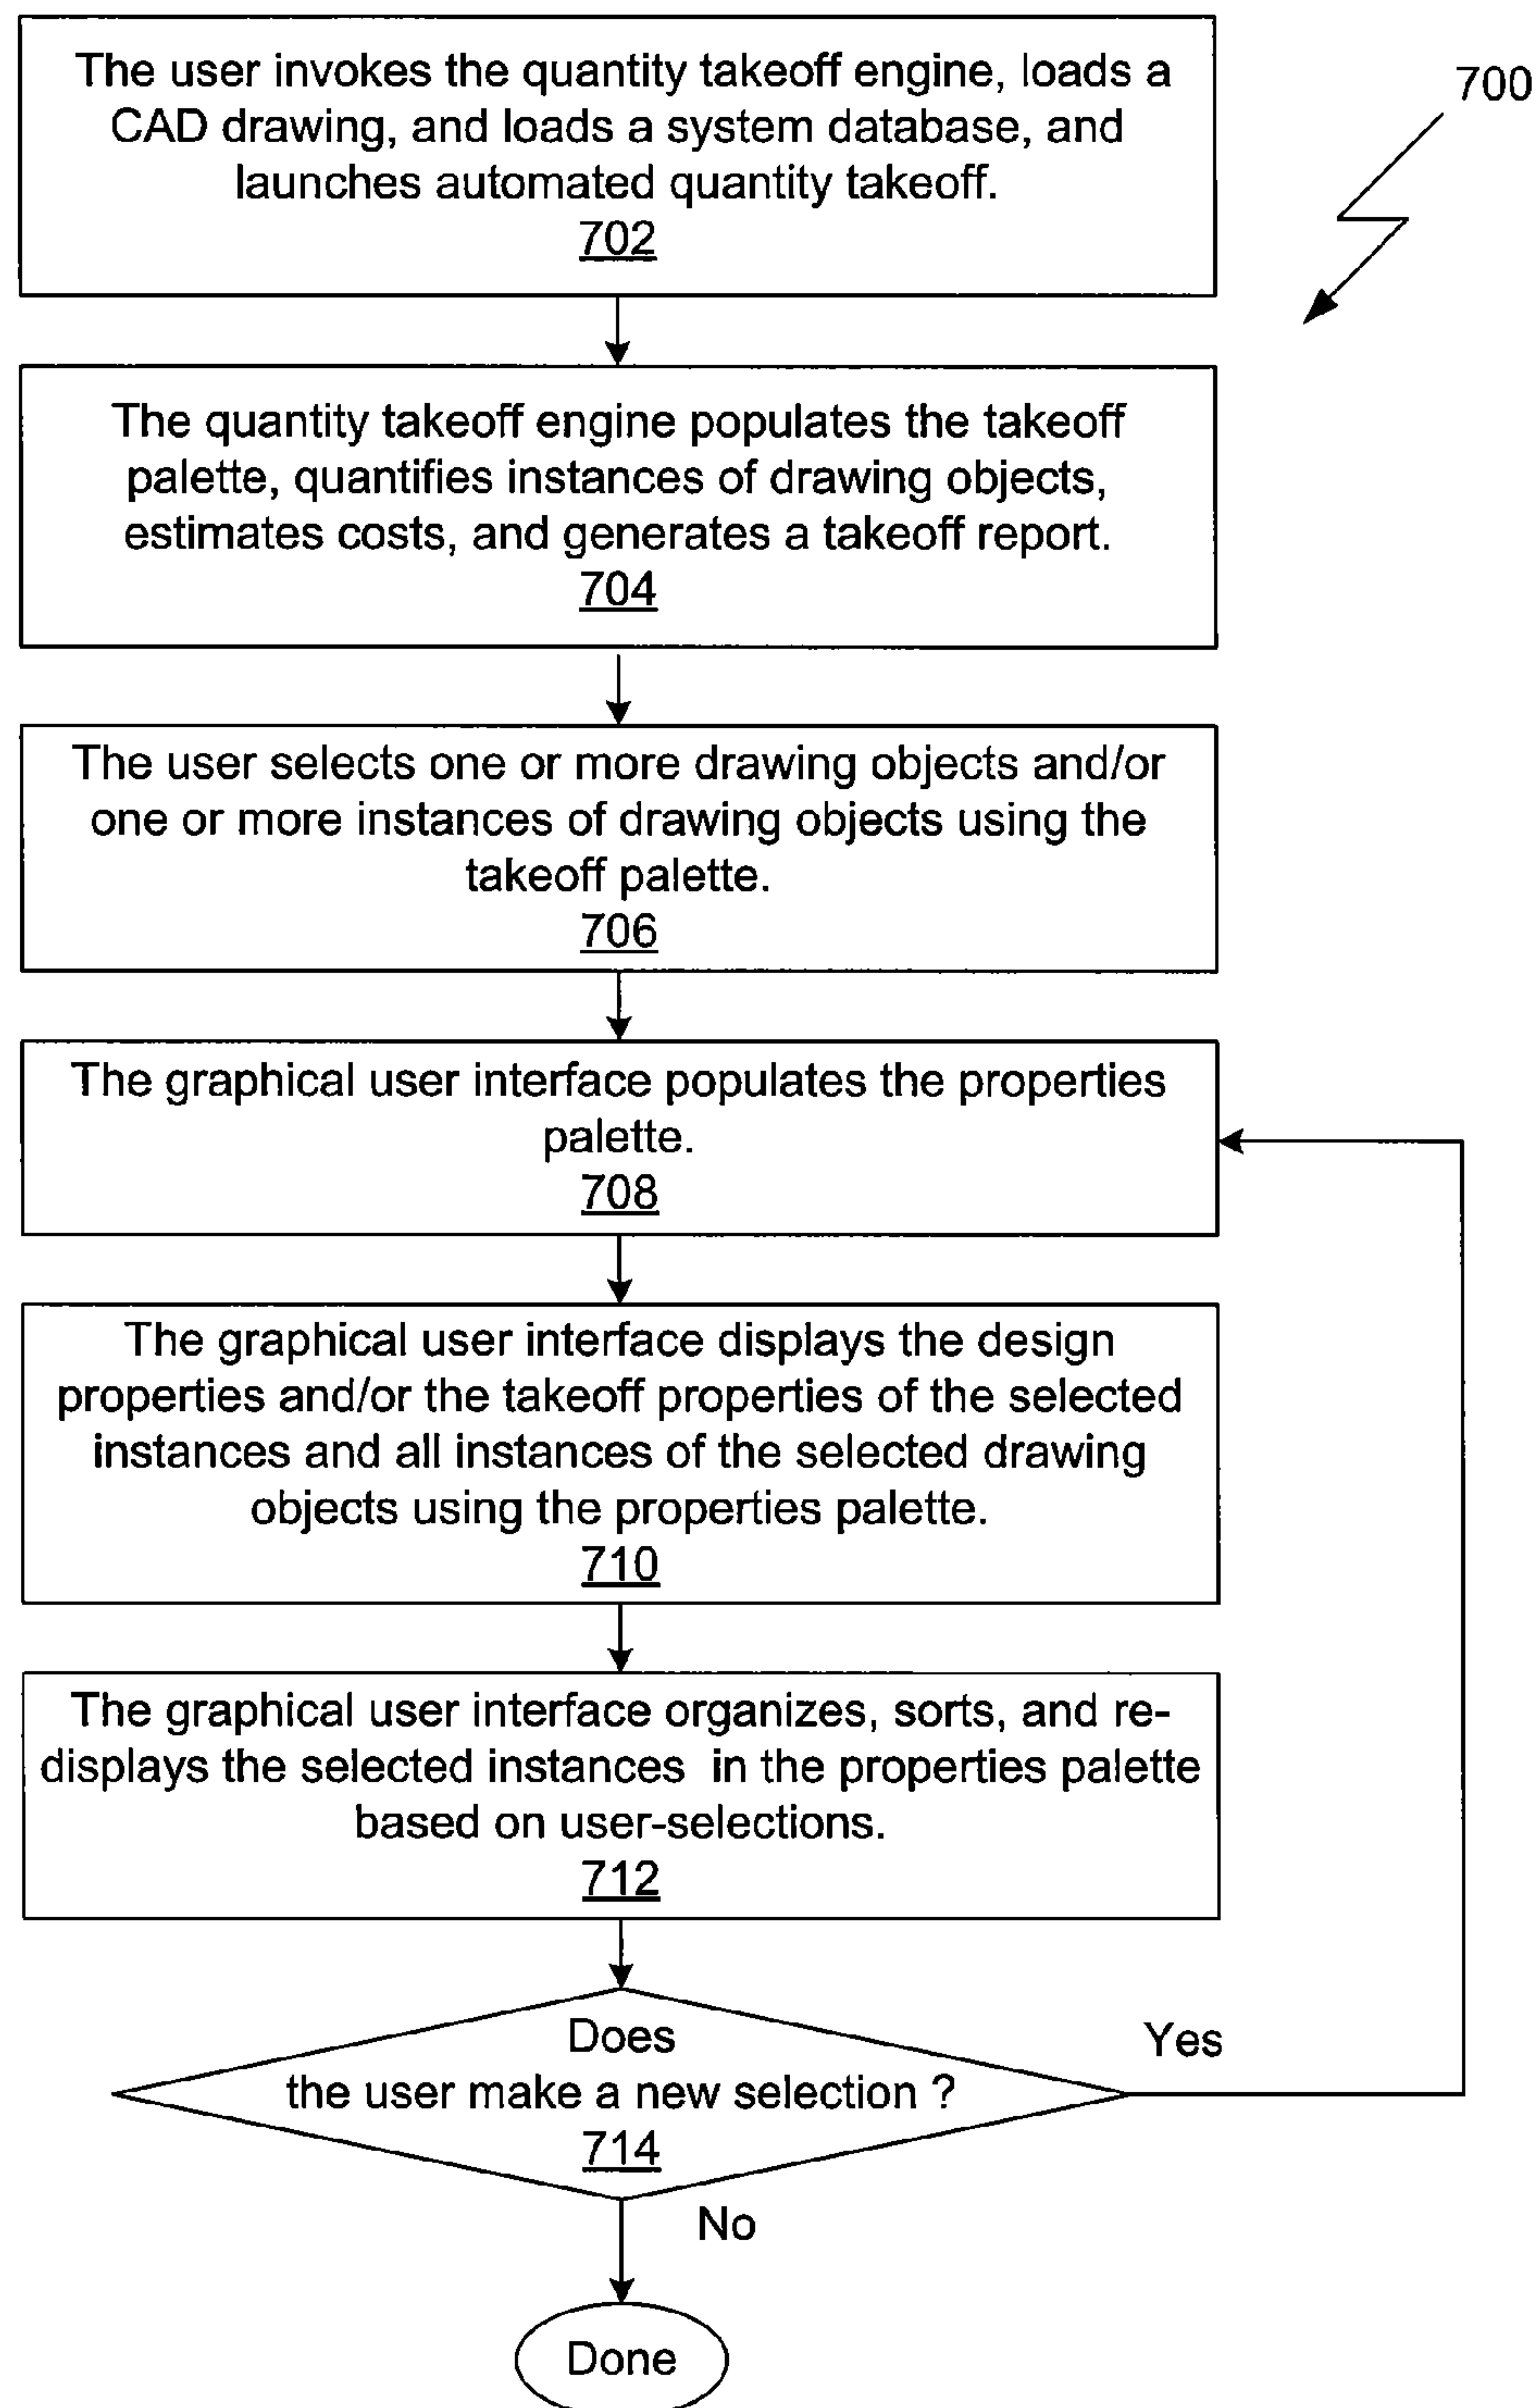 700
The user invokes the quantity takeoff engine, loads a
CAD drawing, and loads a system database, and
launches automated quantity takeoff.
702
The quantity takeoff engine populates the takeoff
palette, quantifies instances of drawing objects,
estimates costs, and generates a takeoff report.
704
The user selects one or more drawing objects and/or
one or more instances of drawing objects using the
takeoff palette.
706
The graphical user interface populates the properties
palette.
708
The graphical user interface displays the design
properties and/or the takeoff properties of the selected
instances and all instances of the selected drawing
objects using the properties palette.
710
The graphical user interface organizes, sorts, and re-
displays the selected instances in the properties palette
based on user-selections.
712
Does
the user make a new selection ?
714
Yes
No
Done